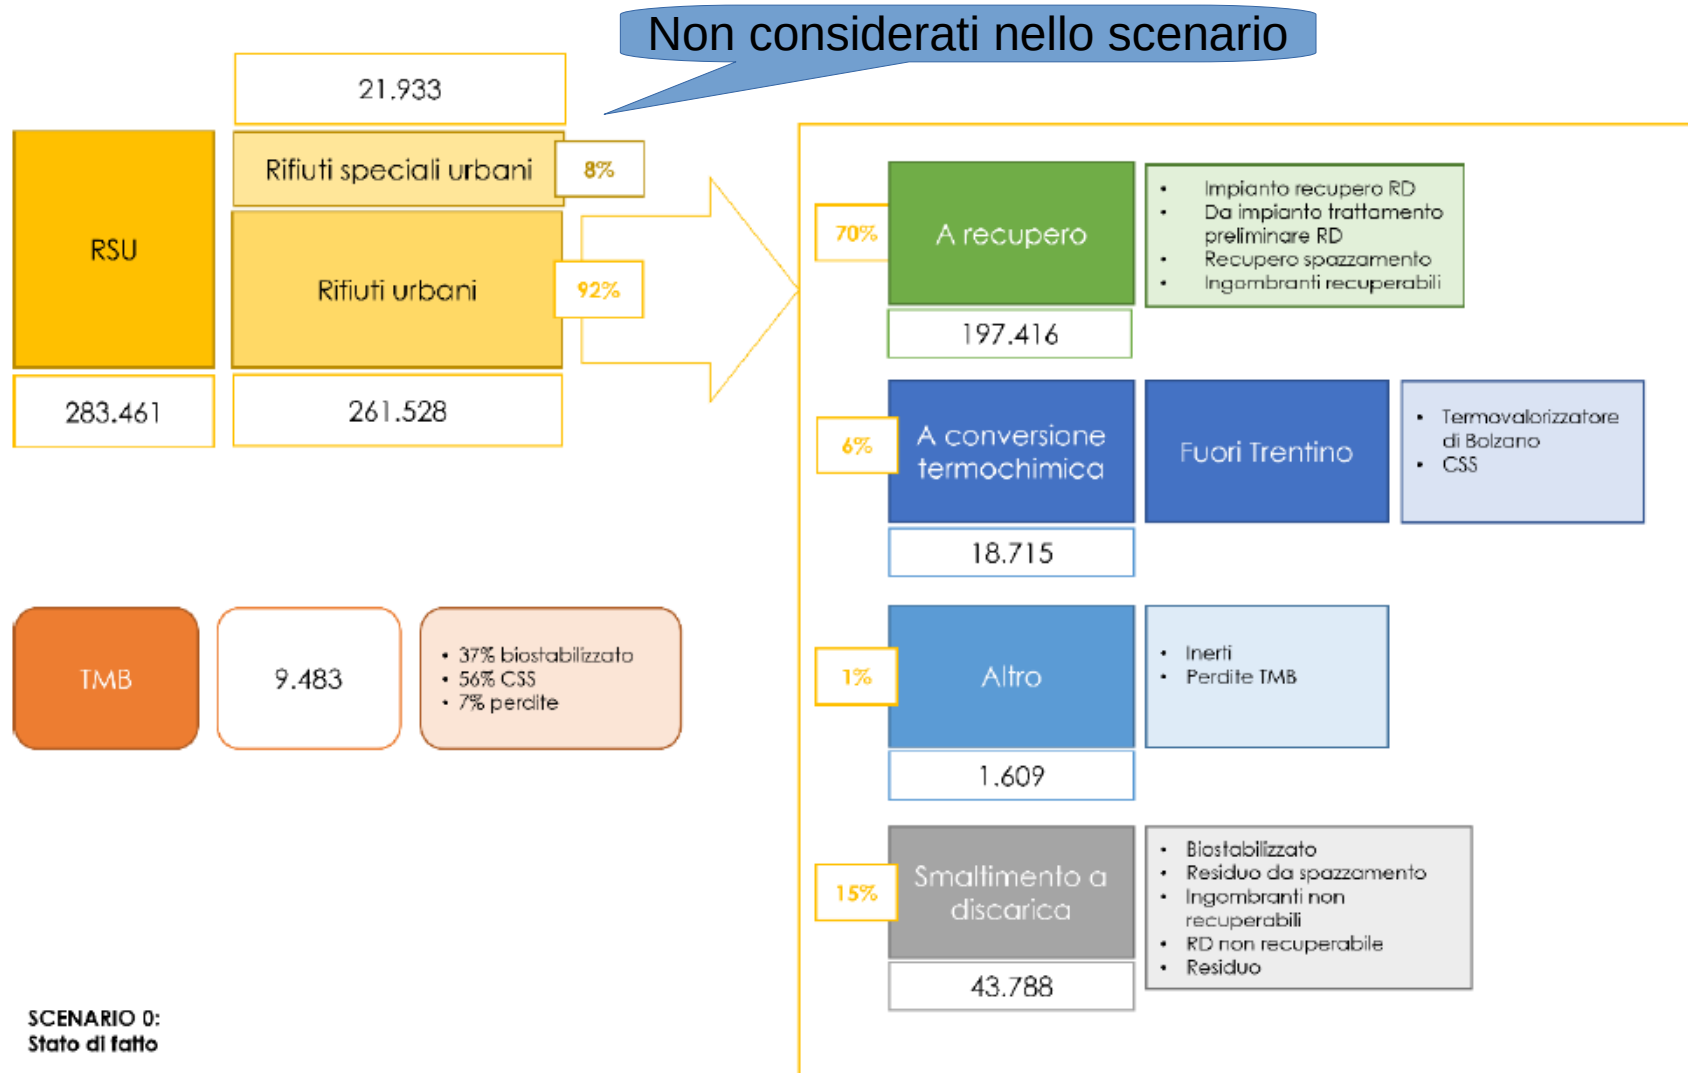 Non considerati nello scenario
21.933
Rifiuti speciali urbani
8%
RSU
Rifiuti urbani
92%
283.461
261.528
70%
A recupero
• Impianto recupero RD
• Da impianto trattamento
preliminare RD
• Recupero spazzamento
• Ingombranti recuperabili
197.416
6%
A conversione
termochimica
Fuori Trentino
• Termovalorizzatore
di Bolzano
• CSS
18.715
TMB
9.483
• 37% biostabilizzato
• 56% CSS
• 7% perdite
1%
Altro
• Inerti
• Perdite TMB
1.609
15%
Smaltimento a
discarica
• Biostabilizzato
• Residuo da spazzamento
• Ingombranti non
recuperabili
• RD non recuperabile
• Residuo
43.788
SCENARIO 0:
Stato di fatto